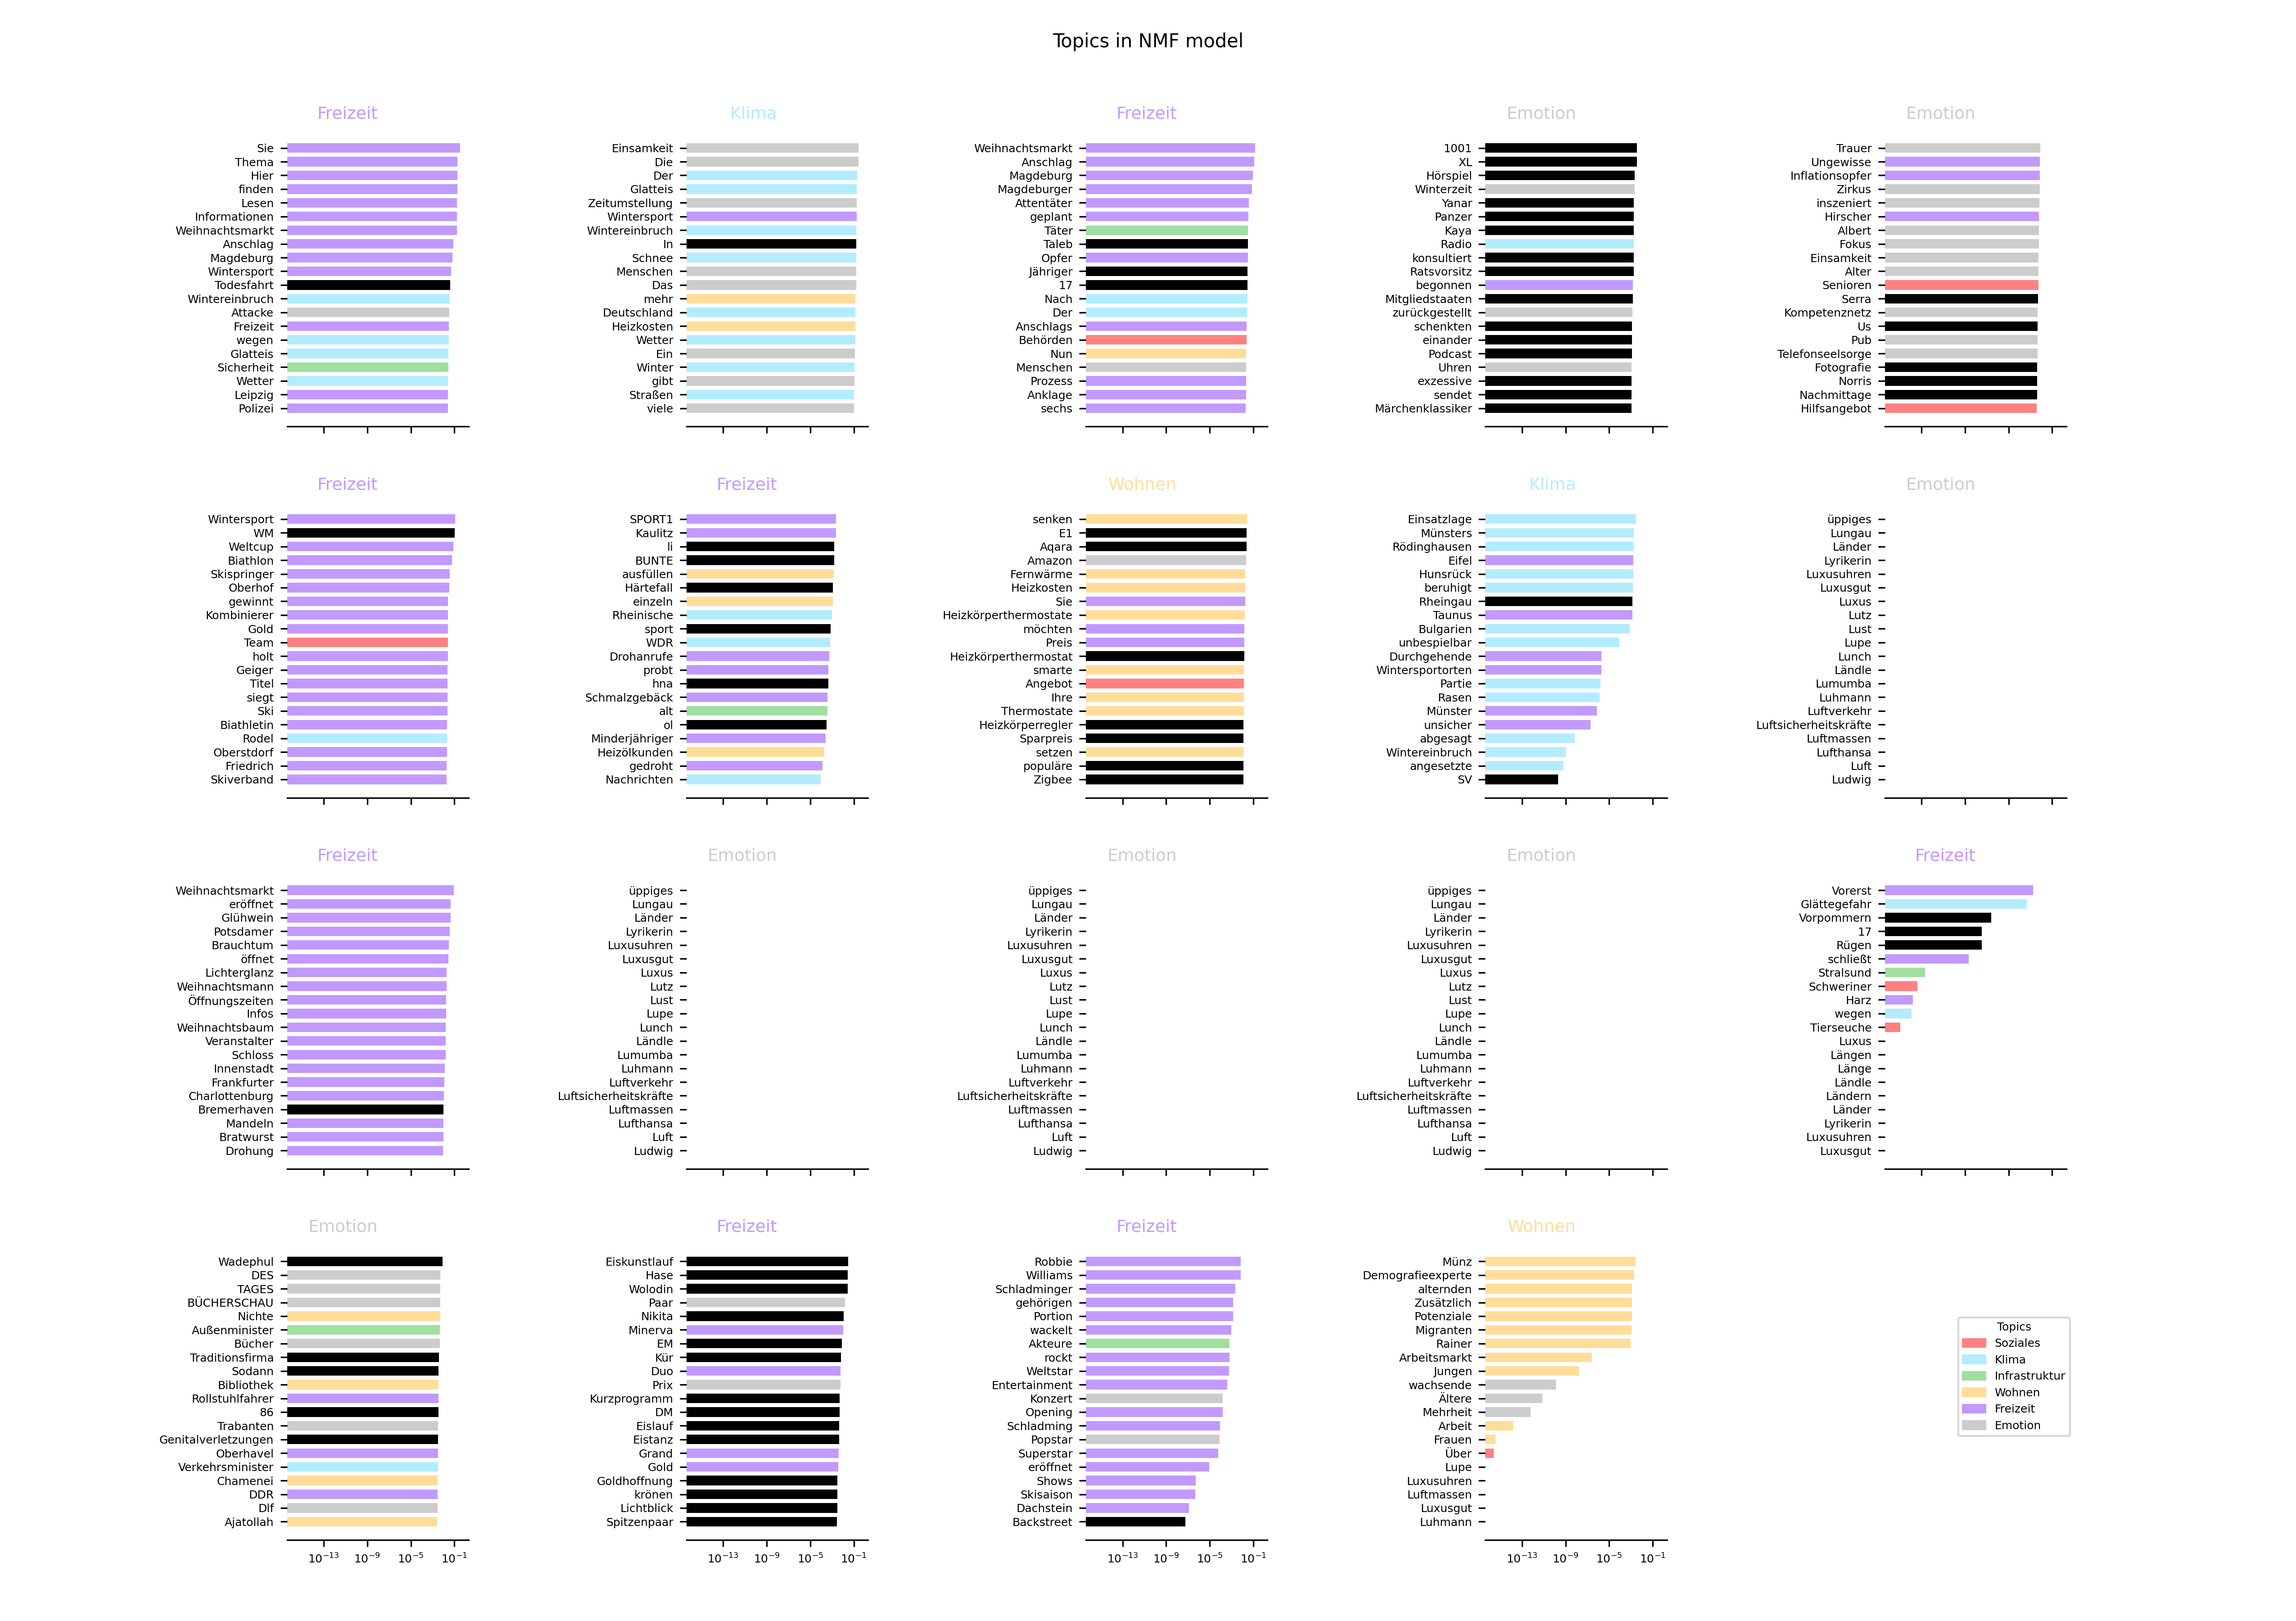 Topics in NMF model
Freizeit
Sie
Thema
Hier
finden
Lesen
Informationen
Weihnachtsmarkt
Anschlag
Magdeburg
Wintersport
Todesfahrt
Wintereinbruch
Attacke
Freizeit
wegen
Glatteis
Sicherheit
Wetter
Leipzig
Polizei
Klima
Einsamkeit
Die
Der
Glatteis
Zeitumstellung
Wintersport
Wintereinbruch
In
Schnee
Menschen
Das
mehr
Deutschland
Heizkosten
Wetter
Ein
Winter
gibt
Straßen
viele
Freizeit
Weihnachtsmarkt
Anschlag
Magdeburg
Magdeburger
Attentäter
geplant
Täter
Taleb
Opfer
Jähriger
17
Nach
Der
Anschlags
Behörden
Nun
Menschen
Prozess
Anklage
sechs
Emotion
1001
XL
Hörspiel
Winterzeit
Yanar
Panzer
Kaya
Radio
konsultiert
Ratsvorsitz
begonnen
Mitgliedstaaten
zurückgestellt
schenkten
einander
Podcast
Uhren
exzessive
sendet
Märchenklassiker
Emotion
Trauer
Ungewisse
Inflationsopfer
Zirkus
inszeniert
Hirscher
Albert
Fokus
Einsamkeit
Alter
Senioren
Serra
Kompetenznetz
Us
Pub
Telefonseelsorge
Fotografie
Norris
Nachmittage
Hilfsangebot
Freizeit
Wintersport
WM
Weltcup
Biathlon
Skispringer
Oberhof
gewinnt
Kombinierer
Gold
Team
holt
Geiger
Titel
siegt
Ski
Biathletin
Rodel
Oberstdorf
Friedrich
Skiverband
Freizeit
SPORT1
Kaulitz
li
BUNTE
ausfüllen
Härtefall
einzeln
Rheinische
sport
WDR
Drohanrufe
probt
hna
Schmalzgebäck
alt
ol
Minderjähriger
Heizölkunden
gedroht
Nachrichten
Wohnen
senken
E1
Aqara
Amazon
Fernwärme
Heizkosten
Sie
Heizkörperthermostate
möchten
Preis
Heizkörperthermostat
smarte
Angebot
Ihre
Thermostate
Heizkörperregler
Sparpreis
setzen
populäre
Zigbee
Klima
Einsatzlage
Münsters
Rödinghausen
Eifel
Hunsrück
beruhigt
Rheingau
Taunus
Bulgarien
unbespielbar
Durchgehende
Wintersportorten
Partie
Rasen
Münster
unsicher
abgesagt
Wintereinbruch
angesetzte
SV
Emotion
üppiges
Lungau
Länder
Lyrikerin
Luxusuhren
Luxusgut
Luxus
Lutz
Lust
Lupe
Lunch
Ländle
Lumumba
Luhmann
Luftverkehr
Luftsicherheitskräfte
Luftmassen
Lufthansa
Luft
Ludwig
Freizeit
Weihnachtsmarkt
eröffnet
Glühwein
Potsdamer
Brauchtum
öffnet
Lichterglanz
Weihnachtsmann
Öffnungszeiten
Infos
Weihnachtsbaum
Veranstalter
Schloss
Innenstadt
Frankfurter
Charlottenburg
Bremerhaven
Mandeln
Bratwurst
Drohung
Emotion
üppiges
Lungau
Länder
Lyrikerin
Luxusuhren
Luxusgut
Luxus
Lutz
Lust
Lupe
Lunch
Ländle
Lumumba
Luhmann
Luftverkehr
Luftsicherheitskräfte
Luftmassen
Lufthansa
Luft
Ludwig
Emotion
üppiges
Lungau
Länder
Lyrikerin
Luxusuhren
Luxusgut
Luxus
Lutz
Lust
Lupe
Lunch
Ländle
Lumumba
Luhmann
Luftverkehr
Luftsicherheitskräfte
Luftmassen
Lufthansa
Luft
Ludwig
Emotion
üppiges
Lungau
Länder
Lyrikerin
Luxusuhren
Luxusgut
Luxus
Lutz
Lust
Lupe
Lunch
Ländle
Lumumba
Luhmann
Luftverkehr
Luftsicherheitskräfte
Luftmassen
Lufthansa
Luft
Ludwig
Freizeit
Vorerst
Glättegefahr
Vorpommern
17
Rügen
schließt
Stralsund
Schweriner
Harz
wegen
Tierseuche
Luxus
Längen
Länge
Ländle
Ländern
Länder
Lyrikerin
Luxusuhren
Luxusgut
Emotion
Wadephul
DES
TAGES
BÜCHERSCHAU
Nichte
Außenminister
Bücher
Traditionsfirma
Sodann
Bibliothek
Rollstuhlfahrer
86
Trabanten
Genitalverletzungen
Oberhavel
Verkehrsminister
Chamenei
DDR
Dlf
Ajatollah
10⁻¹³ 10⁻⁹ 10⁻⁵ 10⁻¹
Freizeit
Eiskunstlauf
Hase
Wolodin
Paar
Nikita
Minerva
EM
Kür
Duo
Prix
Kurzprogramm
DM
Eislauf
Eistanz
Grand
Gold
Goldhoffnung
krönen
Lichtblick
Spitzenpaar
10⁻¹³ 10⁻⁹ 10⁻⁵ 10⁻¹
Freizeit
Robbie
Williams
Schladminger
gehörigen
Portion
wackelt
Akteure
rockt
Weltstar
Entertainment
Konzert
Opening
Schladming
Popstar
Superstar
eröffnet
Shows
Skisaison
Dachstein
Backstreet
10⁻¹³ 10⁻⁹ 10⁻⁵ 10⁻¹
Wohnen
Münz
Demografieexperte
alternden
Zusätzlich
Potenziale
Migranten
Rainer
Arbeitsmarkt
Jungen
wachsende
Ältere
Mehrheit
Arbeit
Frauen
Über
Lupe
Luxusuhren
Luftmassen
Luxusgut
Luhmann
10⁻¹³ 10⁻⁹ 10⁻⁵ 10⁻¹
Topics
Soziales
Klima
Infrastruktur
Wohnen
Freizeit
Emotion